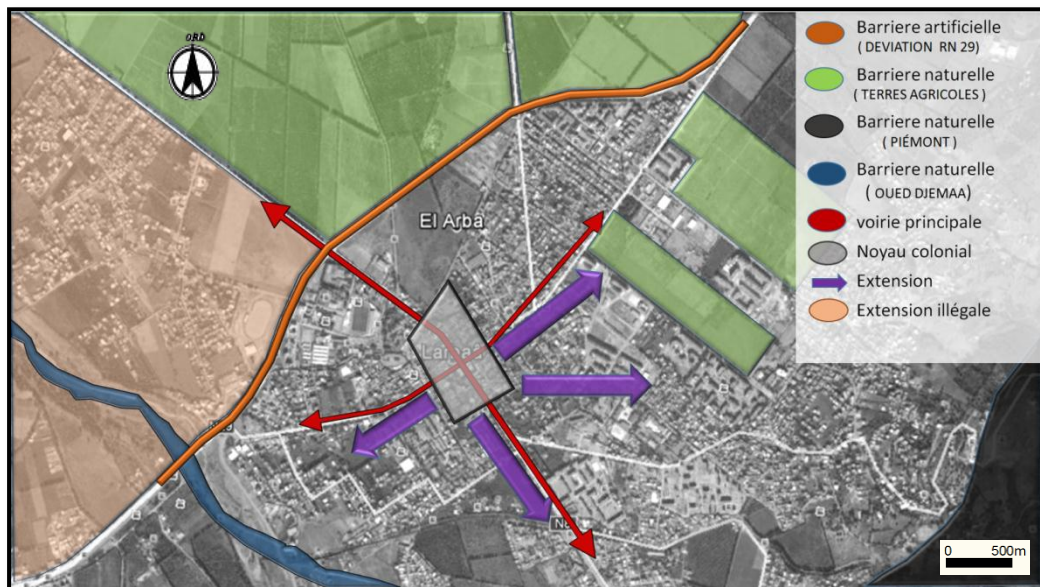 Barriere artificielle
( DEVIATION RN 29)
Barriere naturelle
( TERRES AGRICOLES)
Barriere naturelle
( PIÉMONT )
Barriere naturelle
( OUED DJEMAA)
voirie principale
Noyau colonial
Extension
Extension illégale
El Arba
Larbaa
0 500m